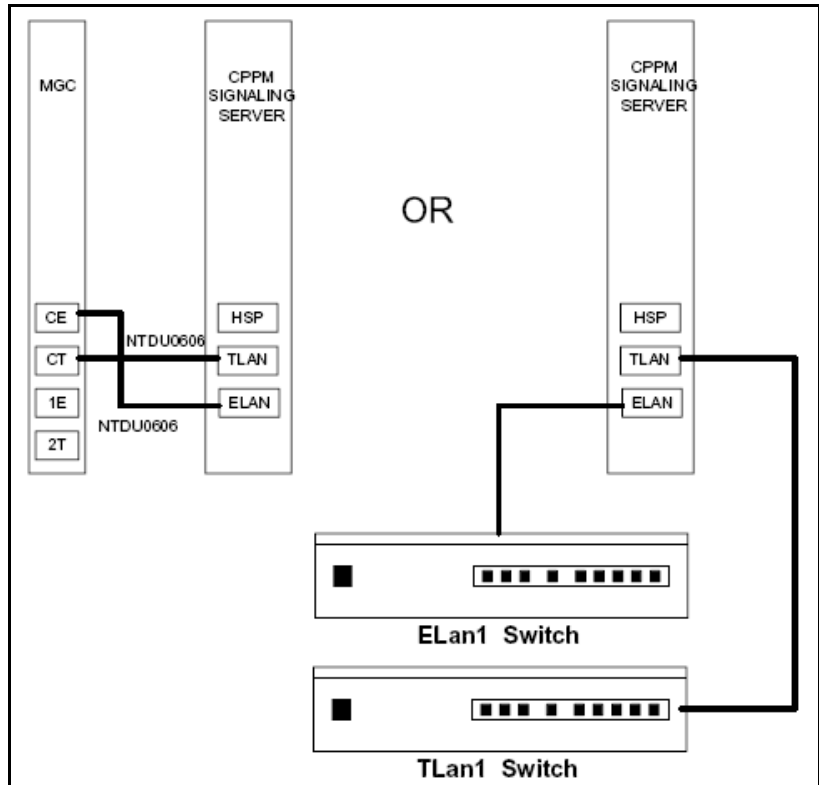 MGC
CPPM
SIGNALING
SERVER
CPPM
SIGNALING
SERVER
OR
CE
CT
1E
2T
NTDU0606
NTDU0606
HSP
TLAN
ELAN
HSP
TLAN
ELAN
ELan1 Switch
TLan1 Switch